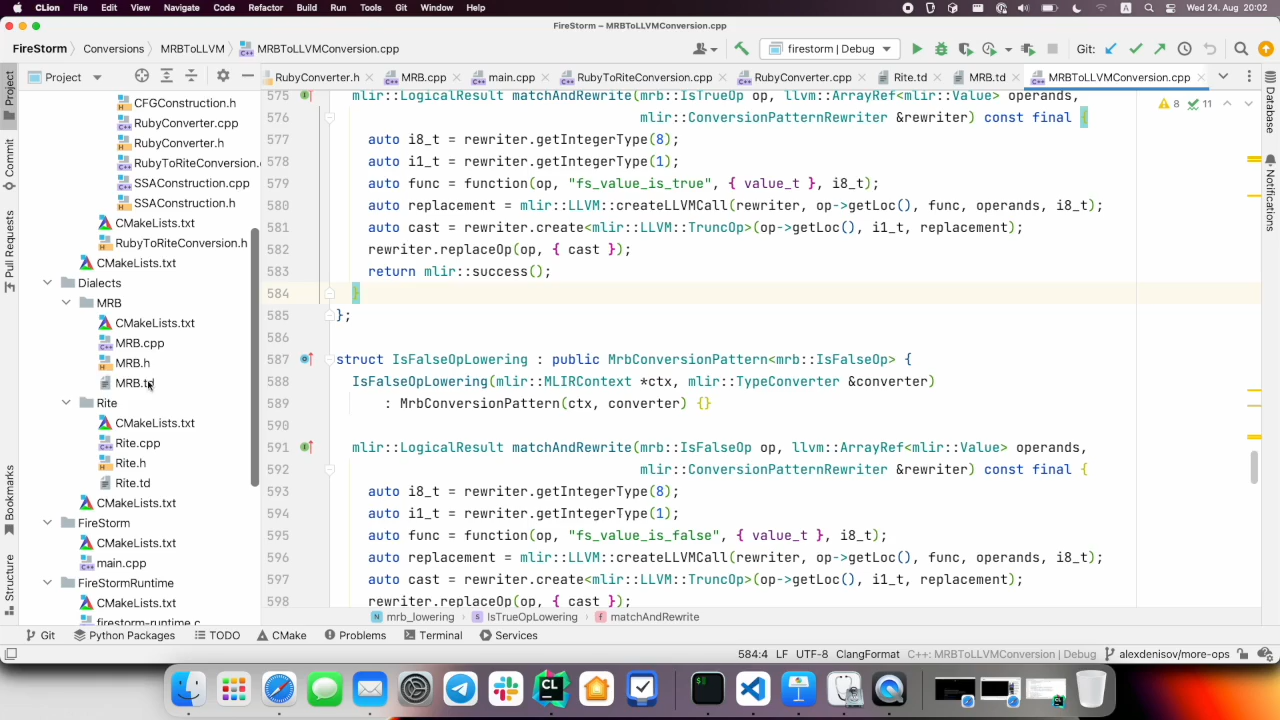 CLion File Edit View Navigate Code Refactor Build Run Tools Git Window Help A Wed 24. Aug 20:02
FireStorm – MRBToLLVMConversion.cpp
FireStorm Conversions MRBToLLVM MRBToLLVMConversion.cpp firestorm | Debug Git:
Project RubyConverter.h MRB.cpp main.cpp RubyToRiteConversion.cpp RubyConverter.cpp Rite.td MRB.td MRBToLLVMConversion.cpp
Project
Commit
Pull Requests
Bookmarks
Structure
CFGConstruction.h
RubyConverter.cpp
RubyConverter.h
RubyToRiteConversion.
SSAConstruction.cpp
SSAConstruction.h
CMakeLists.txt
RubyToRiteConversion.h
CMakeLists.txt
Dialects
MRB
CMakeLists.txt
MRB.cpp
MRB.h
MRB.td
Rite
CMakeLists.txt
Rite.cpp
Rite.h
Rite.td
CMakeLists.txt
FireStorm
CMakeLists.txt
main.cpp
FireStormRuntime
CMakeLists.txt
firestorm-runtime.c
8 11
575 mlir::LogicalResult matchAndRewrite(mrb::IsTrueOp op, llvm::ArrayRef<mlir::Value> operands,
576 mlir::ConversionPatternRewriter &rewriter) const final {
577 auto i8_t = rewriter.getIntegerType(8);
578 auto i1_t = rewriter.getIntegerType(1);
579 auto func = function(op, "fs_value_is_true", { value_t }, i8_t);
580 auto replacement = mlir::LLVM::createLLVMCall(rewriter, op->getLoc(), func, operands, i8_t);
581 auto cast = rewriter.create<mlir::LLVM::TruncOp>(op->getLoc(), i1_t, replacement);
582 rewriter.replaceOp(op, { cast });
583 return mlir::success();
584 }
585 };
586
587 struct IsFalseOpLowering : public MrbConversionPattern<mrb::IsFalseOp> {
588 IsFalseOpLowering(mlir::MLIRContext *ctx, mlir::TypeConverter &converter)
589 : MrbConversionPattern(ctx, converter) {}
590
591 mlir::LogicalResult matchAndRewrite(mrb::IsFalseOp op, llvm::ArrayRef<mlir::Value> operands,
592 mlir::ConversionPatternRewriter &rewriter) const final {
593 auto i8_t = rewriter.getIntegerType(8);
594 auto i1_t = rewriter.getIntegerType(1);
595 auto func = function(op, "fs_value_is_false", { value_t }, i8_t);
596 auto replacement = mlir::LLVM::createLLVMCall(rewriter, op->getLoc(), func, operands, i8_t);
597 auto cast = rewriter.create<mlir::LLVM::TruncOp>(op->getLoc(), i1_t, replacement);
598 rewriter.replaceOp(op, { cast });
Database
Notifications
mrb_lowering IsTrueOpLowering matchAndRewrite
Git Python Packages TODO CMake Problems Terminal Services
584:4 LF UTF-8 ClangFormat C++: MRBToLLVMConversion | Debug alexdenisov/more-ops